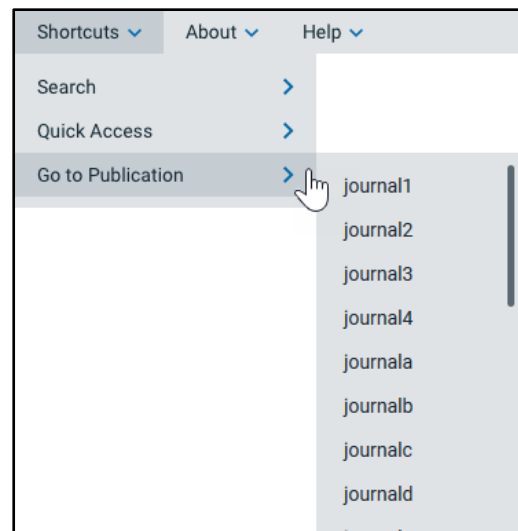 Shortcuts About Help
Search
Quick Access
Go to Publication
journal1
journal2
journal3
journal4
journala
journalb
journalc
journald